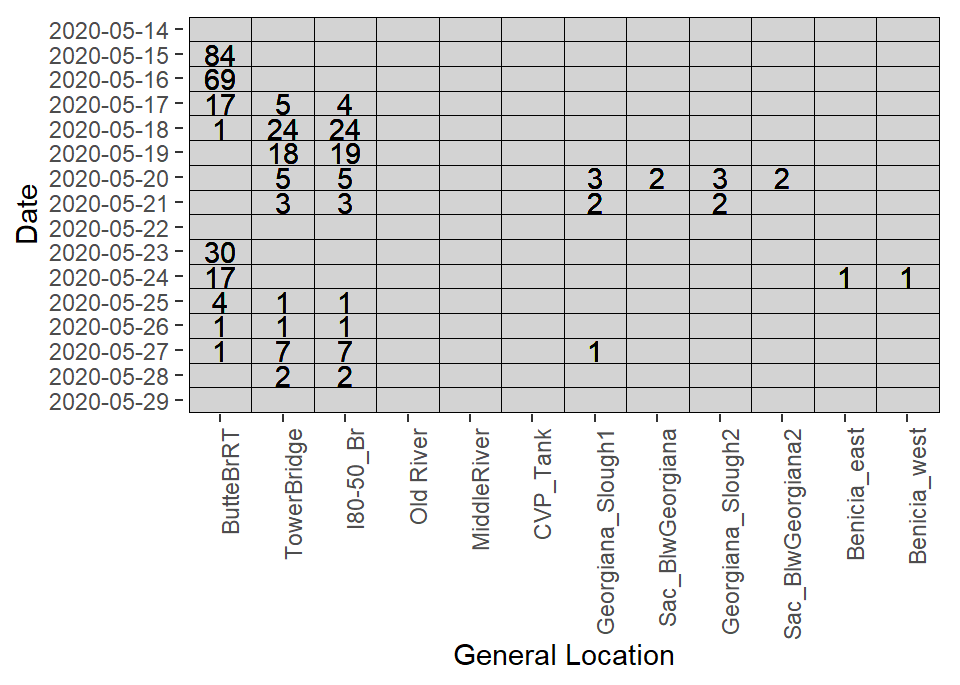 2020-05-14
2020-05-15 84
2020-05-16 69
2020-05-17 17 5 4
2020-05-18 1 24 24
2020-05-19 18 19
2020-05-20 5 5 3 2 3 2
2020-05-21 3 3 2 2
2020-05-22
2020-05-23 30
2020-05-24 17 1 1
2020-05-25 4 1 1
2020-05-26 1 1 1
2020-05-27 1 7 7 1
2020-05-28 2 2
2020-05-29
Date
ButteBrRT
TowerBridge
I80-50_Br
Old River
MiddleRiver
CVP_Tank
Georgiana_Slough1
Sac_BlwGeorgiana
Georgiana_Slough2
Sac_BlwGeorgiana2
Benicia_east
Benicia_west
General Location